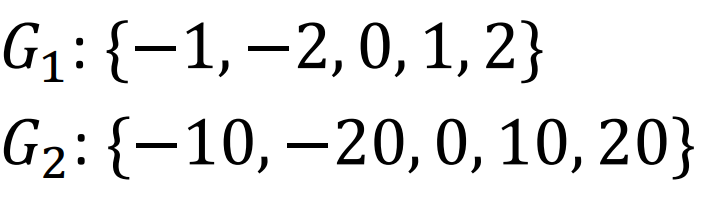 G₁: {−1, −2, 0, 1, 2}
G₂: {−10, −20, 0, 10, 20}